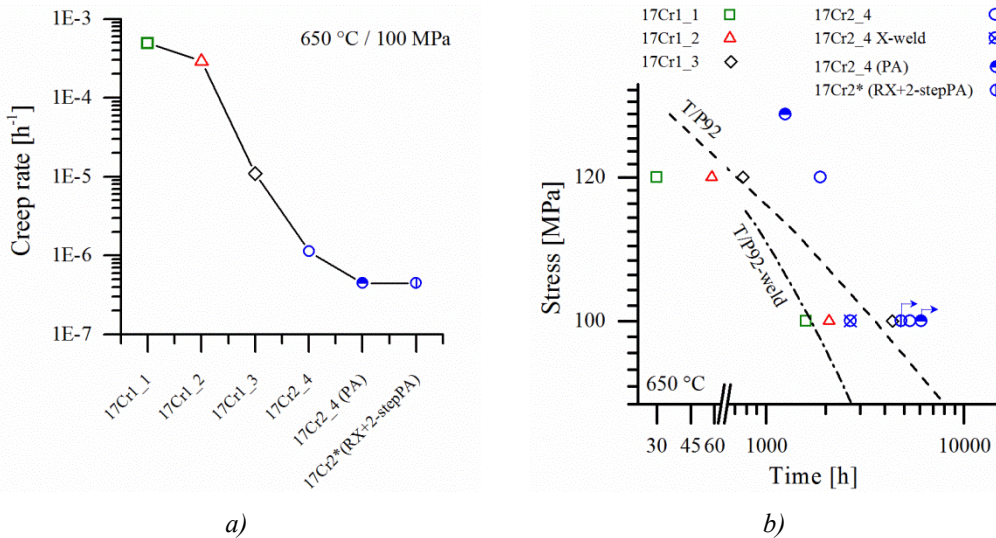 650 °C / 100 MPa
Creep rate [h⁻¹]
1E-3
1E-4
1E-5
1E-6
1E-7
17Cr1_1
17Cr1_2
17Cr1_3
17Cr2_4
17Cr2_4 (PA)
17Cr2*(RX+2-stepPA)
a)
17Cr1_1
17Cr1_2
17Cr1_3
17Cr2_4
17Cr2_4 X-weld
17Cr2_4 (PA)
17Cr2* (RX+2-stepPA)
T/P92
T/P92-weld
Stress [MPa]
120
100
650 °C
30 45 60 1000 10000
Time [h]
b)